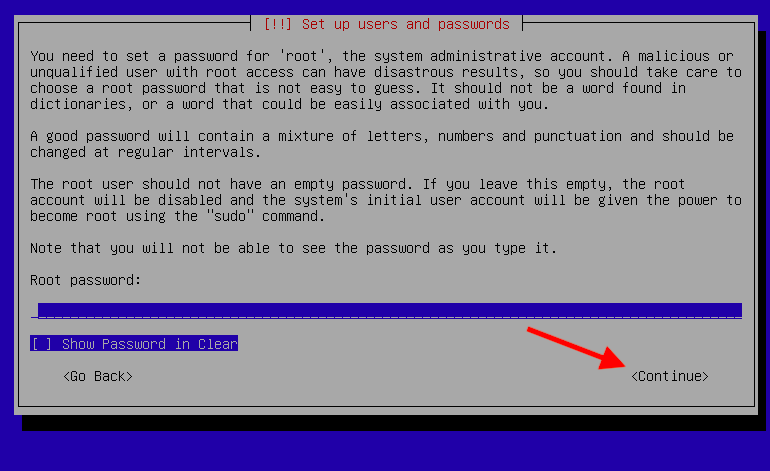 [!!] Set up users and passwords
You need to set a password for 'root', the system administrative account. A malicious or
unqualified user with root access can have disastrous results, so you should take care to
choose a root password that is not easy to guess. It should not be a word found in
dictionaries, or a word that could be easily associated with you.
A good password will contain a mixture of letters, numbers and punctuation and should be
changed at regular intervals.
The root user should not have an empty password. If you leave this empty, the root
account will be disabled and the system's initial user account will be given the power to
become root using the "sudo" command.
Note that you will not be able to see the password as you type it.
Root password:
[ ] Show Password in Clear
<Go Back> <Continue>